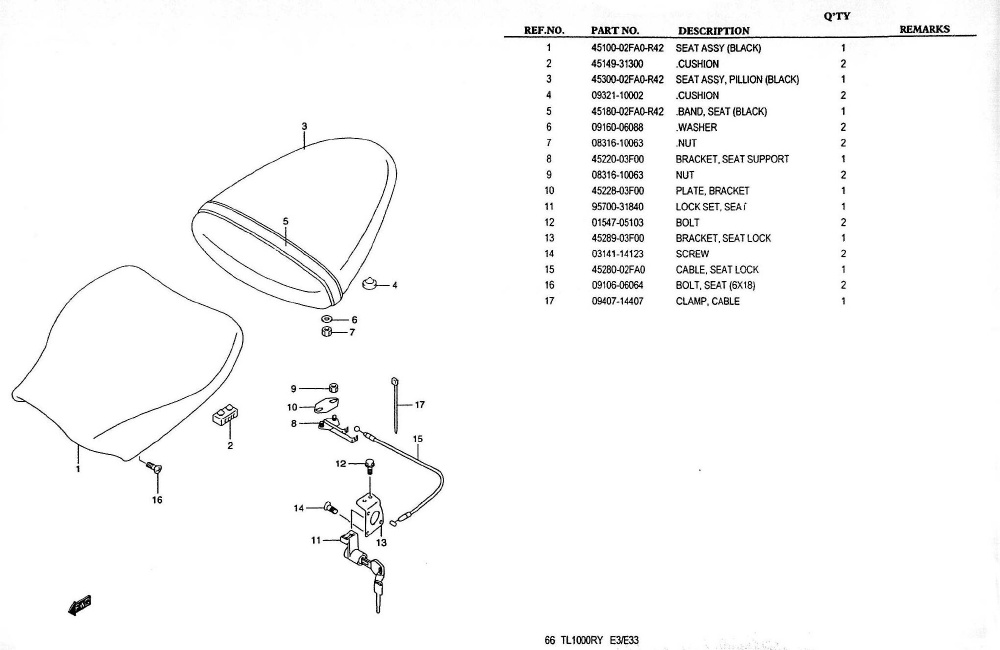 Q'TY
REF.NO. PART NO. DESCRIPTION REMARKS
1 45100-02FA0-R42 SEAT ASSY (BLACK) 1
2 45149-31300 .CUSHION 2
3 45300-02FA0-R42 SEAT ASSY, PILLION (BLACK) 1
4 09321-10002 .CUSHION 2
5 45180-02FA0-R42 .BAND, SEAT (BLACK) 1
6 09160-06088 .WASHER 2
7 08316-10063 .NUT 2
8 45220-03F00 BRACKET, SEAT SUPPORT 1
9 08316-10063 NUT 2
10 45228-03F00 PLATE, BRACKET 1
11 95700-31840 LOCK SET, SEAT 1
12 01547-05103 BOLT 2
13 45289-03F00 BRACKET, SEAT LOCK 1
14 03141-14123 SCREW 2
15 45280-02FA0 CABLE, SEAT LOCK 1
16 09106-06064 BOLT, SEAT (6X18) 2
17 09407-14407 CLAMP, CABLE 1
3
5
4
6
7
9
10
17
8
2
15
1
12
16
14
11
13
66 TL1000RY E3/E33